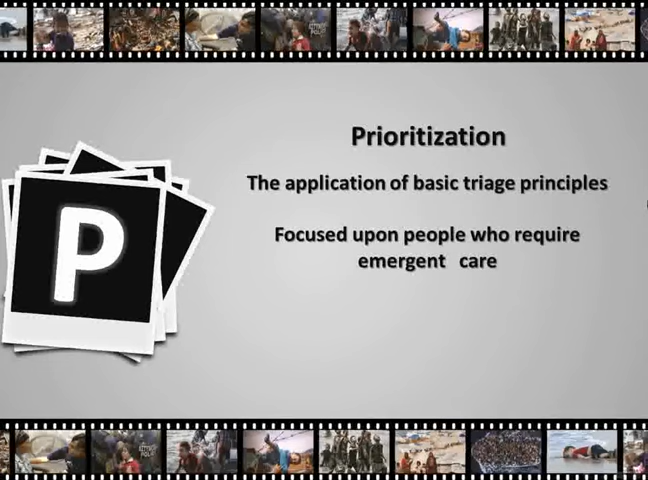 Prioritization
The application of basic triage principles
Focused upon people who require
emergent care
P